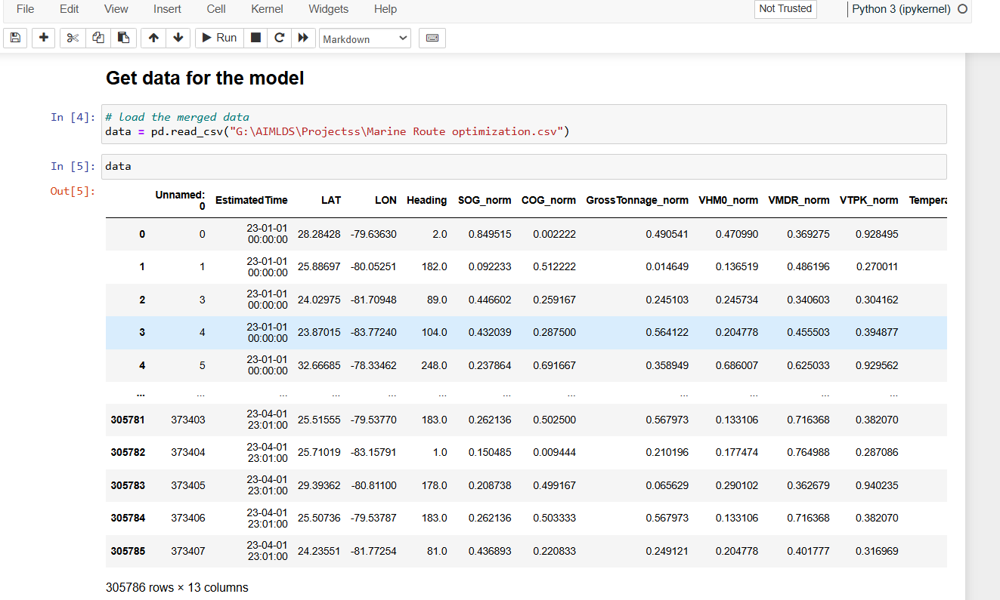 File Edit View Insert Cell Kernel Widgets Help Not Trusted Python 3 (ipykernel)
Run Markdown
Get data for the model
In [4]: # load the merged data
data = pd.read_csv("G:\AIMLDS\Projectss\Marine Route optimization.csv")
In [5]: data
Out[5]:
Unnamed: 0 EstimatedTime LAT LON Heading SOG_norm COG_norm GrossTonnage_norm VHM0_norm VMDR_norm VTPK_norm Tempera
0 0 23-01-01 00:00:00 28.28428 -79.63630 2.0 0.849515 0.002222 0.490541 0.470990 0.369275 0.928495
1 1 23-01-01 00:00:00 25.88697 -80.05251 182.0 0.092233 0.512222 0.014649 0.136519 0.486196 0.270011
2 3 23-01-01 00:00:00 24.02975 -81.70948 89.0 0.446602 0.259167 0.245103 0.245734 0.340603 0.304162
3 4 23-01-01 00:00:00 23.87015 -83.77240 104.0 0.432039 0.287500 0.564122 0.204778 0.455503 0.394877
4 5 23-01-01 00:00:00 32.66685 -78.33462 248.0 0.237864 0.691667 0.358949 0.686007 0.625033 0.929562
... ... ... ... ... ... ... ... ... ... ... ...
305781 373403 23-04-01 23:01:00 25.51555 -79.53770 183.0 0.262136 0.502500 0.567973 0.133106 0.716368 0.382070
305782 373404 23-04-01 23:01:00 25.71019 -83.15791 1.0 0.150485 0.009444 0.210196 0.177474 0.764988 0.287086
305783 373405 23-04-01 23:01:00 29.39362 -80.81100 178.0 0.208738 0.499167 0.065629 0.290102 0.362679 0.940235
305784 373406 23-04-01 23:01:00 25.50736 -79.53787 183.0 0.262136 0.503333 0.567973 0.133106 0.716368 0.382070
305785 373407 23-04-01 23:01:00 24.23551 -81.77254 81.0 0.436893 0.220833 0.249121 0.204778 0.401777 0.316969
305786 rows × 13 columns